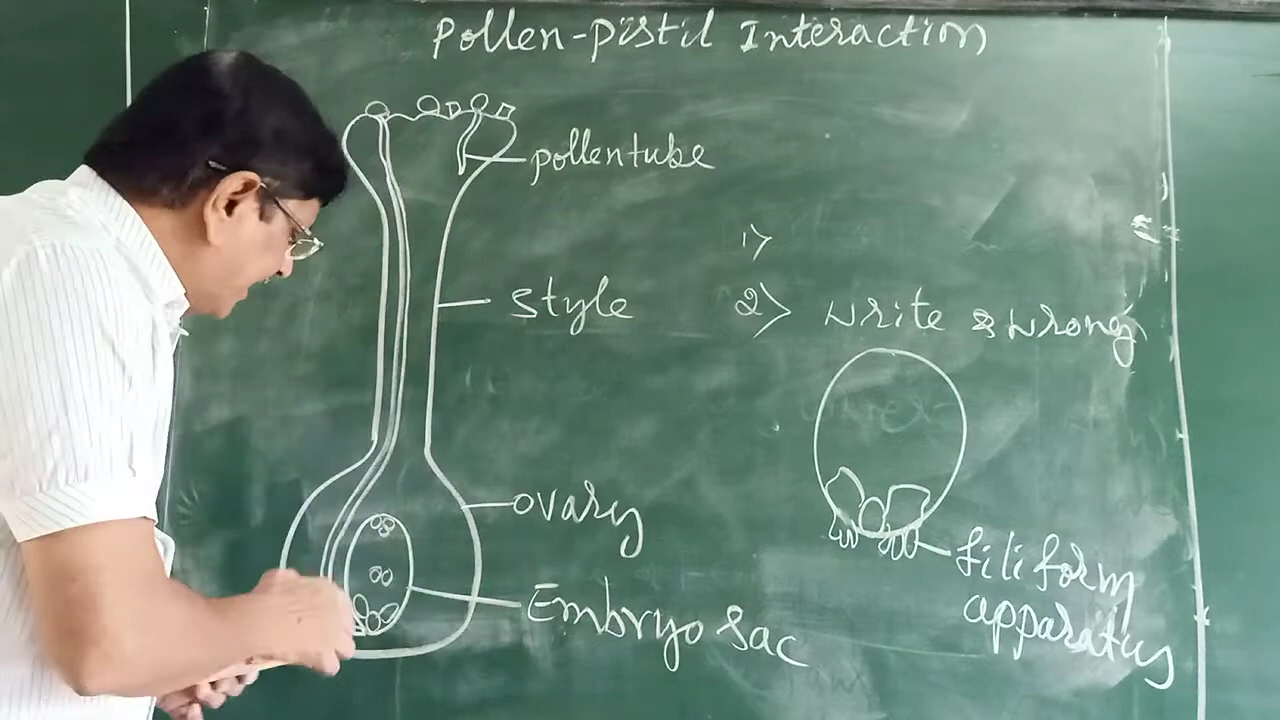 Pollen-Pistil Interaction
pollentube
style
1)
2) write & wrong
ovary
filiform
apparatus
Embryo Sac